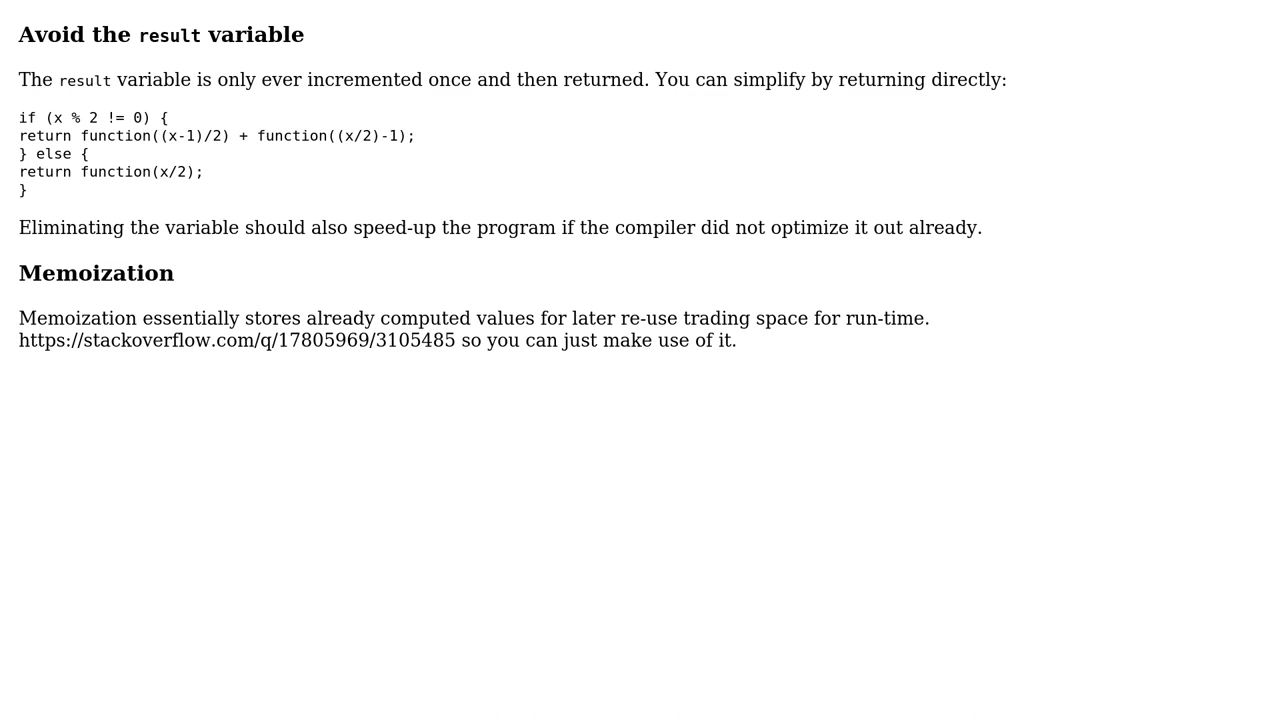 Avoid the result variable
The result variable is only ever incremented once and then returned. You can simplify by returning directly:
if (x % 2 != 0) {
return function((x-1)/2) + function((x/2)-1);
} else {
return function(x/2);
}
Eliminating the variable should also speed-up the program if the compiler did not optimize it out already.
Memoization
Memoization essentially stores already computed values for later re-use trading space for run-time.
https://stackoverflow.com/q/17805969/3105485 so you can just make use of it.